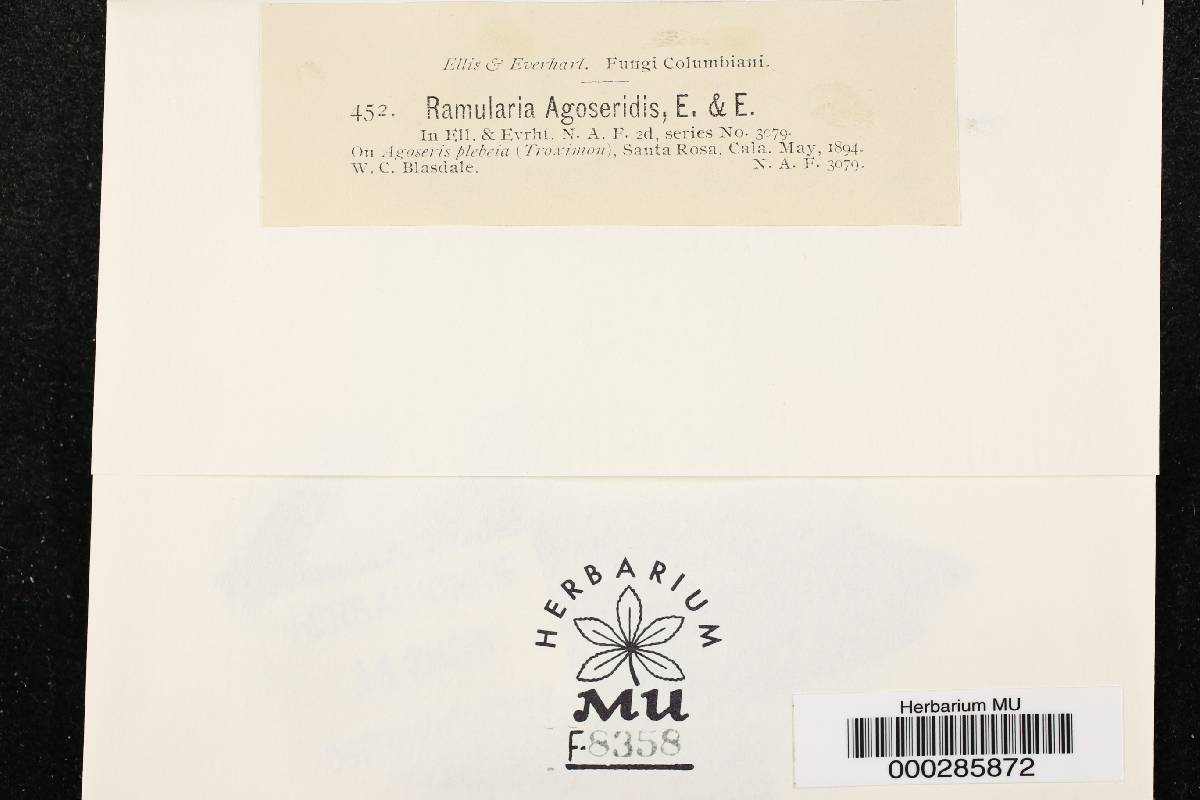 Ellis & Everhart. Fungi Columbiani.
452. Ramularia Agoseridis, E. & E.
In Ell. & Evrht. N. A. F. 2d, series No. 3079.
On Agoseris plebeia (Troximon), Santa Rosa, Cala. May, 1894.
W. C. Blasdale. N. A. F. 3079.
HERBARIUM
MU
F-8358
Herbarium MU
000285872